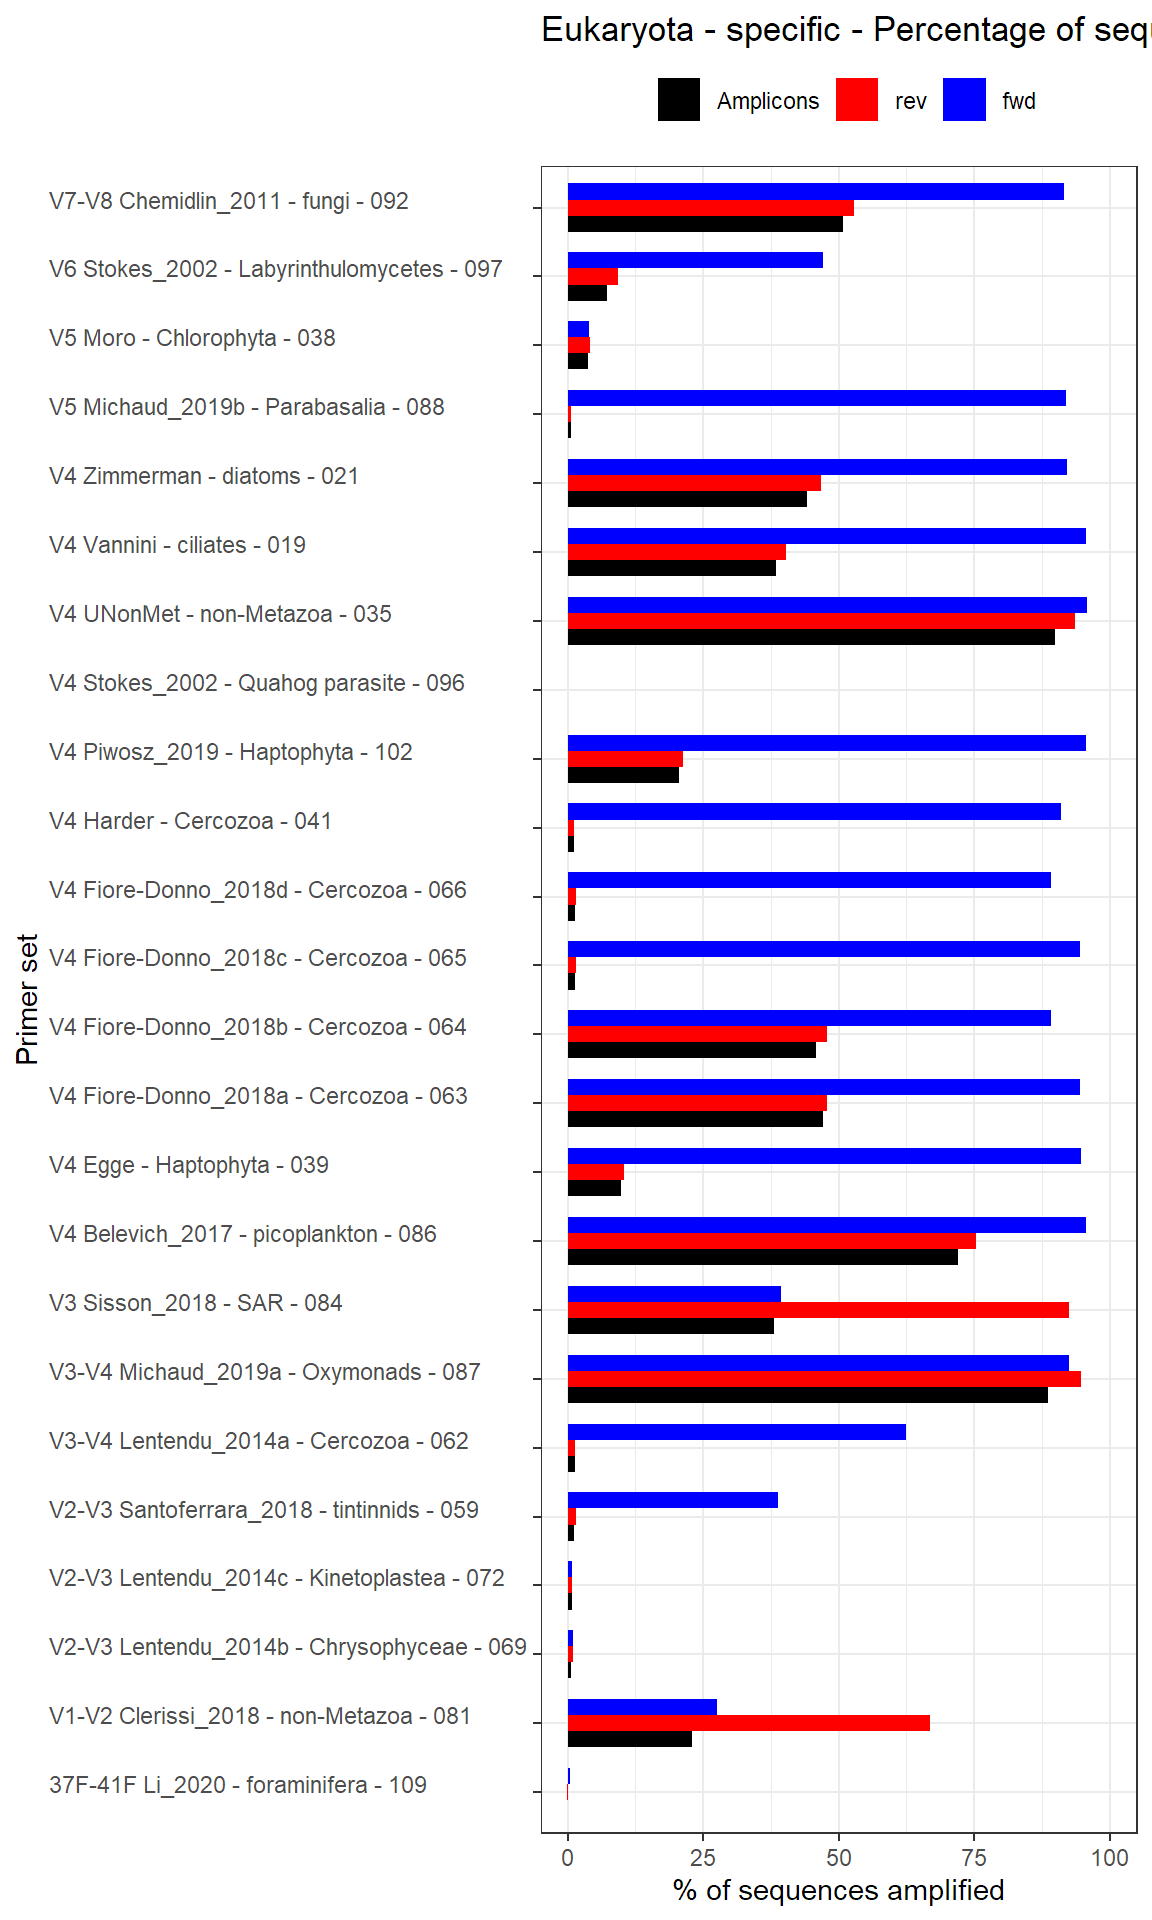 Eukaryota - specific - Percentage of seq
Amplicons rev fwd
V7-V8 Chemidlin_2011 - fungi - 092
V6 Stokes_2002 - Labyrinthulomycetes - 097
V5 Moro - Chlorophyta - 038
V5 Michaud_2019b - Parabasalia - 088
V4 Zimmerman - diatoms - 021
V4 Vannini - ciliates - 019
V4 UNonMet - non-Metazoa - 035
V4 Stokes_2002 - Quahog parasite - 096
V4 Piwosz_2019 - Haptophyta - 102
V4 Harder - Cercozoa - 041
V4 Fiore-Donno_2018d - Cercozoa - 066
V4 Fiore-Donno_2018c - Cercozoa - 065
V4 Fiore-Donno_2018b - Cercozoa - 064
V4 Fiore-Donno_2018a - Cercozoa - 063
V4 Egge - Haptophyta - 039
V4 Belevich_2017 - picoplankton - 086
V3 Sisson_2018 - SAR - 084
V3-V4 Michaud_2019a - Oxymonads - 087
V3-V4 Lentendu_2014a - Cercozoa - 062
V2-V3 Santoferrara_2018 - tintinnids - 059
V2-V3 Lentendu_2014c - Kinetoplastea - 072
V2-V3 Lentendu_2014b - Chrysophyceae - 069
V1-V2 Clerissi_2018 - non-Metazoa - 081
37F-41F Li_2020 - foraminifera - 109
Primer set
0 25 50 75 100
% of sequences amplified